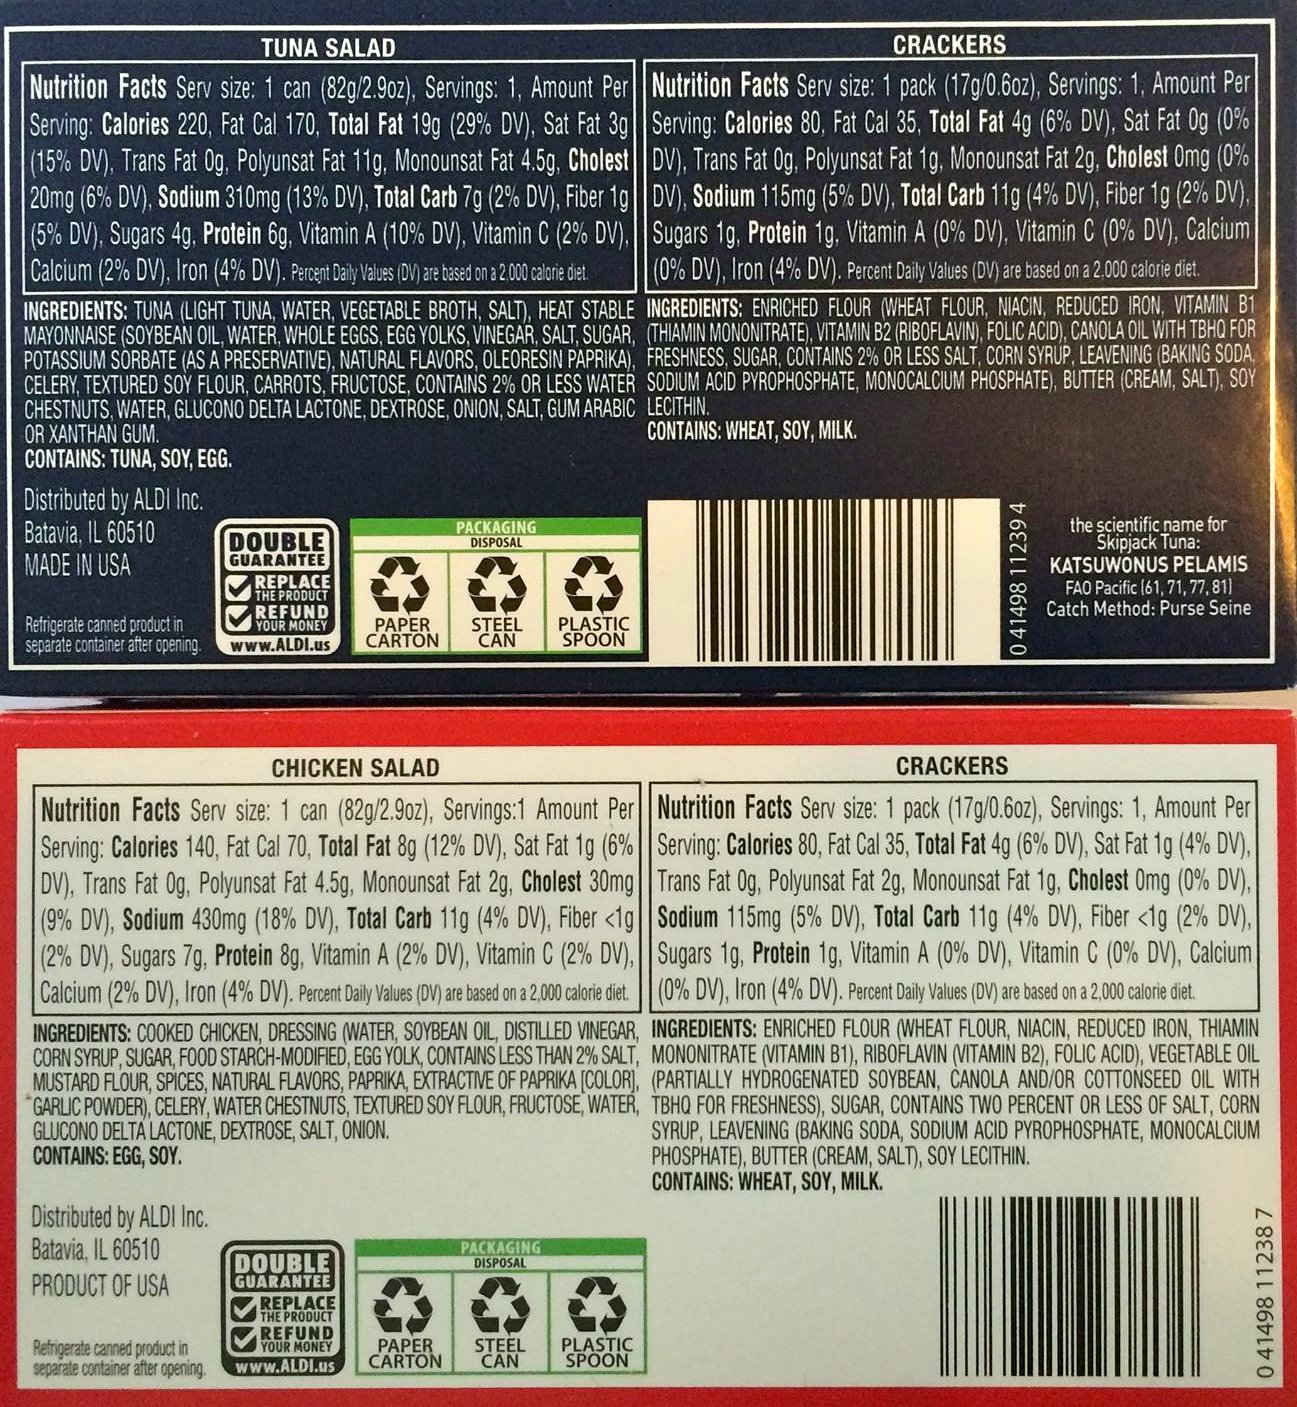 TUNA SALAD
Nutrition Facts Serv size: 1 can (82g/2.9oz), Servings: 1, Amount Per
Serving: Calories 220, Fat Cal 170, Total Fat 19g (29% DV), Sat Fat 3g
(15% DV), Trans Fat 0g, Polyunsat Fat 11g, Monounsat Fat 4.5g, Cholest
20mg (6% DV), Sodium 310mg (13% DV), Total Carb 7g (2% DV), Fiber 1g
(5% DV), Sugars 4g, Protein 6g, Vitamin A (10% DV), Vitamin C (2% DV),
Calcium (2% DV), Iron (4% DV). Percent Daily Values (DV) are based on a 2,000 calorie diet.
INGREDIENTS: TUNA (LIGHT TUNA, WATER, VEGETABLE BROTH, SALT), HEAT STABLE
MAYONNAISE (SOYBEAN OIL, WATER, WHOLE EGGS, EGG YOLKS, VINEGAR, SALT, SUGAR,
POTASSIUM SORBATE (AS A PRESERVATIVE), NATURAL FLAVORS, OLEORESIN PAPRIKA),
CELERY, TEXTURED SOY FLOUR, CARROTS, FRUCTOSE, CONTAINS 2% OR LESS WATER
CHESTNUTS, WATER, GLUCONO DELTA LACTONE, DEXTROSE, ONION, SALT, GUM ARABIC
OR XANTHAN GUM.
CONTAINS: TUNA, SOY, EGG.
CRACKERS
Nutrition Facts Serv size: 1 pack (17g/0.6oz), Servings: 1, Amount Per
Serving: Calories 80, Fat Cal 35, Total Fat 4g (6% DV), Sat Fat 0g (0%
DV), Trans Fat 0g, Polyunsat Fat 1g, Monounsat Fat 2g, Cholest 0mg (0%
DV), Sodium 115mg (5% DV), Total Carb 11g (4% DV), Fiber 1g (2% DV),
Sugars 1g, Protein 1g, Vitamin A (0% DV), Vitamin C (0% DV), Calcium
(0% DV), Iron (4% DV). Percent Daily Values (DV) are based on a 2,000 calorie diet.
INGREDIENTS: ENRICHED FLOUR (WHEAT FLOUR, NIACIN, REDUCED IRON, VITAMIN B1
(THIAMIN MONONITRATE), VITAMIN B2 (RIBOFLAVIN), FOLIC ACID), CANOLA OIL WITH TBHQ FOR
FRESHNESS, SUGAR, CONTAINS 2% OR LESS SALT, CORN SYRUP, LEAVENING (BAKING SODA,
SODIUM ACID PYROPHOSPHATE, MONOCALCIUM PHOSPHATE), BUTTER (CREAM, SALT), SOY
LECITHIN.
CONTAINS: WHEAT, SOY, MILK.
Distributed by ALDI Inc.
Batavia, IL 60510
MADE IN USA
Refrigerate canned product in
separate container after opening.
DOUBLE
GUARANTEE
REPLACE
THE PRODUCT
REFUND
YOUR MONEY
www.ALDI.us
PACKAGING
DISPOSAL
PAPER
CARTON
STEEL
CAN
PLASTIC
SPOON
0 41498 11239 4
the scientific name for
Skipjack Tuna:
KATSUWONUS PELAMIS
FAO Pacific (61, 71, 77, 81)
Catch Method: Purse Seine
CHICKEN SALAD
Nutrition Facts Serv size: 1 can (82g/2.9oz), Servings:1 Amount Per
Serving: Calories 140, Fat Cal 70, Total Fat 8g (12% DV), Sat Fat 1g (6%
DV), Trans Fat 0g, Polyunsat Fat 4.5g, Monounsat Fat 2g, Cholest 30mg
(9% DV), Sodium 430mg (18% DV), Total Carb 11g (4% DV), Fiber <1g
(2% DV), Sugars 7g, Protein 8g, Vitamin A (2% DV), Vitamin C (2% DV),
Calcium (2% DV), Iron (4% DV). Percent Daily Values (DV) are based on a 2,000 calorie diet.
INGREDIENTS: COOKED CHICKEN, DRESSING (WATER, SOYBEAN OIL, DISTILLED VINEGAR,
CORN SYRUP, SUGAR, FOOD STARCH-MODIFIED, EGG YOLK, CONTAINS LESS THAN 2% SALT,
MUSTARD FLOUR, SPICES, NATURAL FLAVORS, PAPRIKA, EXTRACTIVE OF PAPRIKA [COLOR],
GARLIC POWDER), CELERY, WATER CHESTNUTS, TEXTURED SOY FLOUR, FRUCTOSE, WATER,
GLUCONO DELTA LACTONE, DEXTROSE, SALT, ONION.
CONTAINS: EGG, SOY.
CRACKERS
Nutrition Facts Serv size: 1 pack (17g/0.6oz), Servings: 1, Amount Per
Serving: Calories 80, Fat Cal 35, Total Fat 4g (6% DV), Sat Fat 1g (4% DV),
Trans Fat 0g, Polyunsat Fat 2g, Monounsat Fat 1g, Cholest 0mg (0% DV),
Sodium 115mg (5% DV), Total Carb 11g (4% DV), Fiber <1g (2% DV),
Sugars 1g, Protein 1g, Vitamin A (0% DV), Vitamin C (0% DV), Calcium
(0% DV), Iron (4% DV). Percent Daily Values (DV) are based on a 2,000 calorie diet.
INGREDIENTS: ENRICHED FLOUR (WHEAT FLOUR, NIACIN, REDUCED IRON, THIAMIN
MONONITRATE (VITAMIN B1), RIBOFLAVIN (VITAMIN B2), FOLIC ACID), VEGETABLE OIL
(PARTIALLY HYDROGENATED SOYBEAN, CANOLA AND/OR COTTONSEED OIL WITH
TBHQ FOR FRESHNESS), SUGAR, CONTAINS TWO PERCENT OR LESS OF SALT, CORN
SYRUP, LEAVENING (BAKING SODA, SODIUM ACID PYROPHOSPHATE, MONOCALCIUM
PHOSPHATE), BUTTER (CREAM, SALT), SOY LECITHIN.
CONTAINS: WHEAT, SOY, MILK.
Distributed by ALDI Inc.
Batavia, IL 60510
PRODUCT OF USA
Refrigerate canned product in
separate container after opening.
DOUBLE
GUARANTEE
REPLACE
THE PRODUCT
REFUND
YOUR MONEY
www.ALDI.us
PACKAGING
DISPOSAL
PAPER
CARTON
STEEL
CAN
PLASTIC
SPOON
0 41498 11238 7